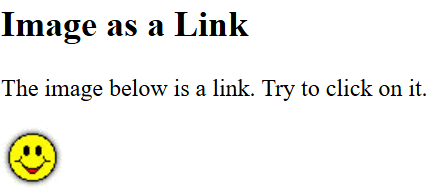 Image as a Link
The image below is a link. Try to click on it.